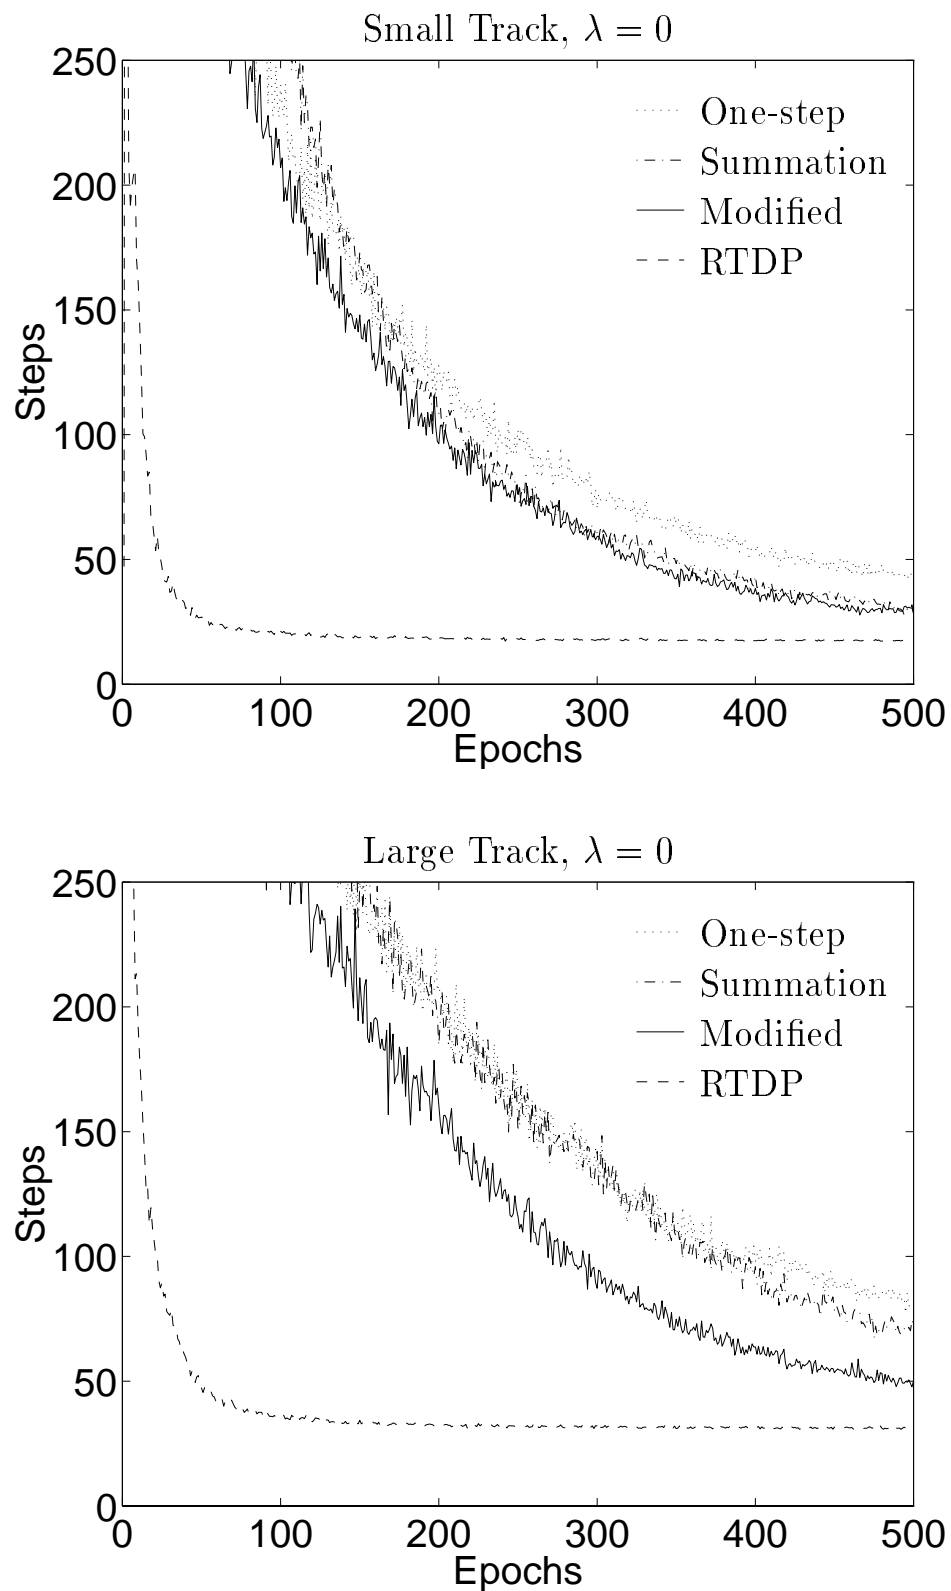 Small Track, λ = 0
250
200
150
100
50
0
Steps
One-step
Summation
Modified
RTDP
0 100 200 300 400 500
Epochs
Large Track, λ = 0
250
200
150
100
50
0
Steps
One-step
Summation
Modified
RTDP
0 100 200 300 400 500
Epochs